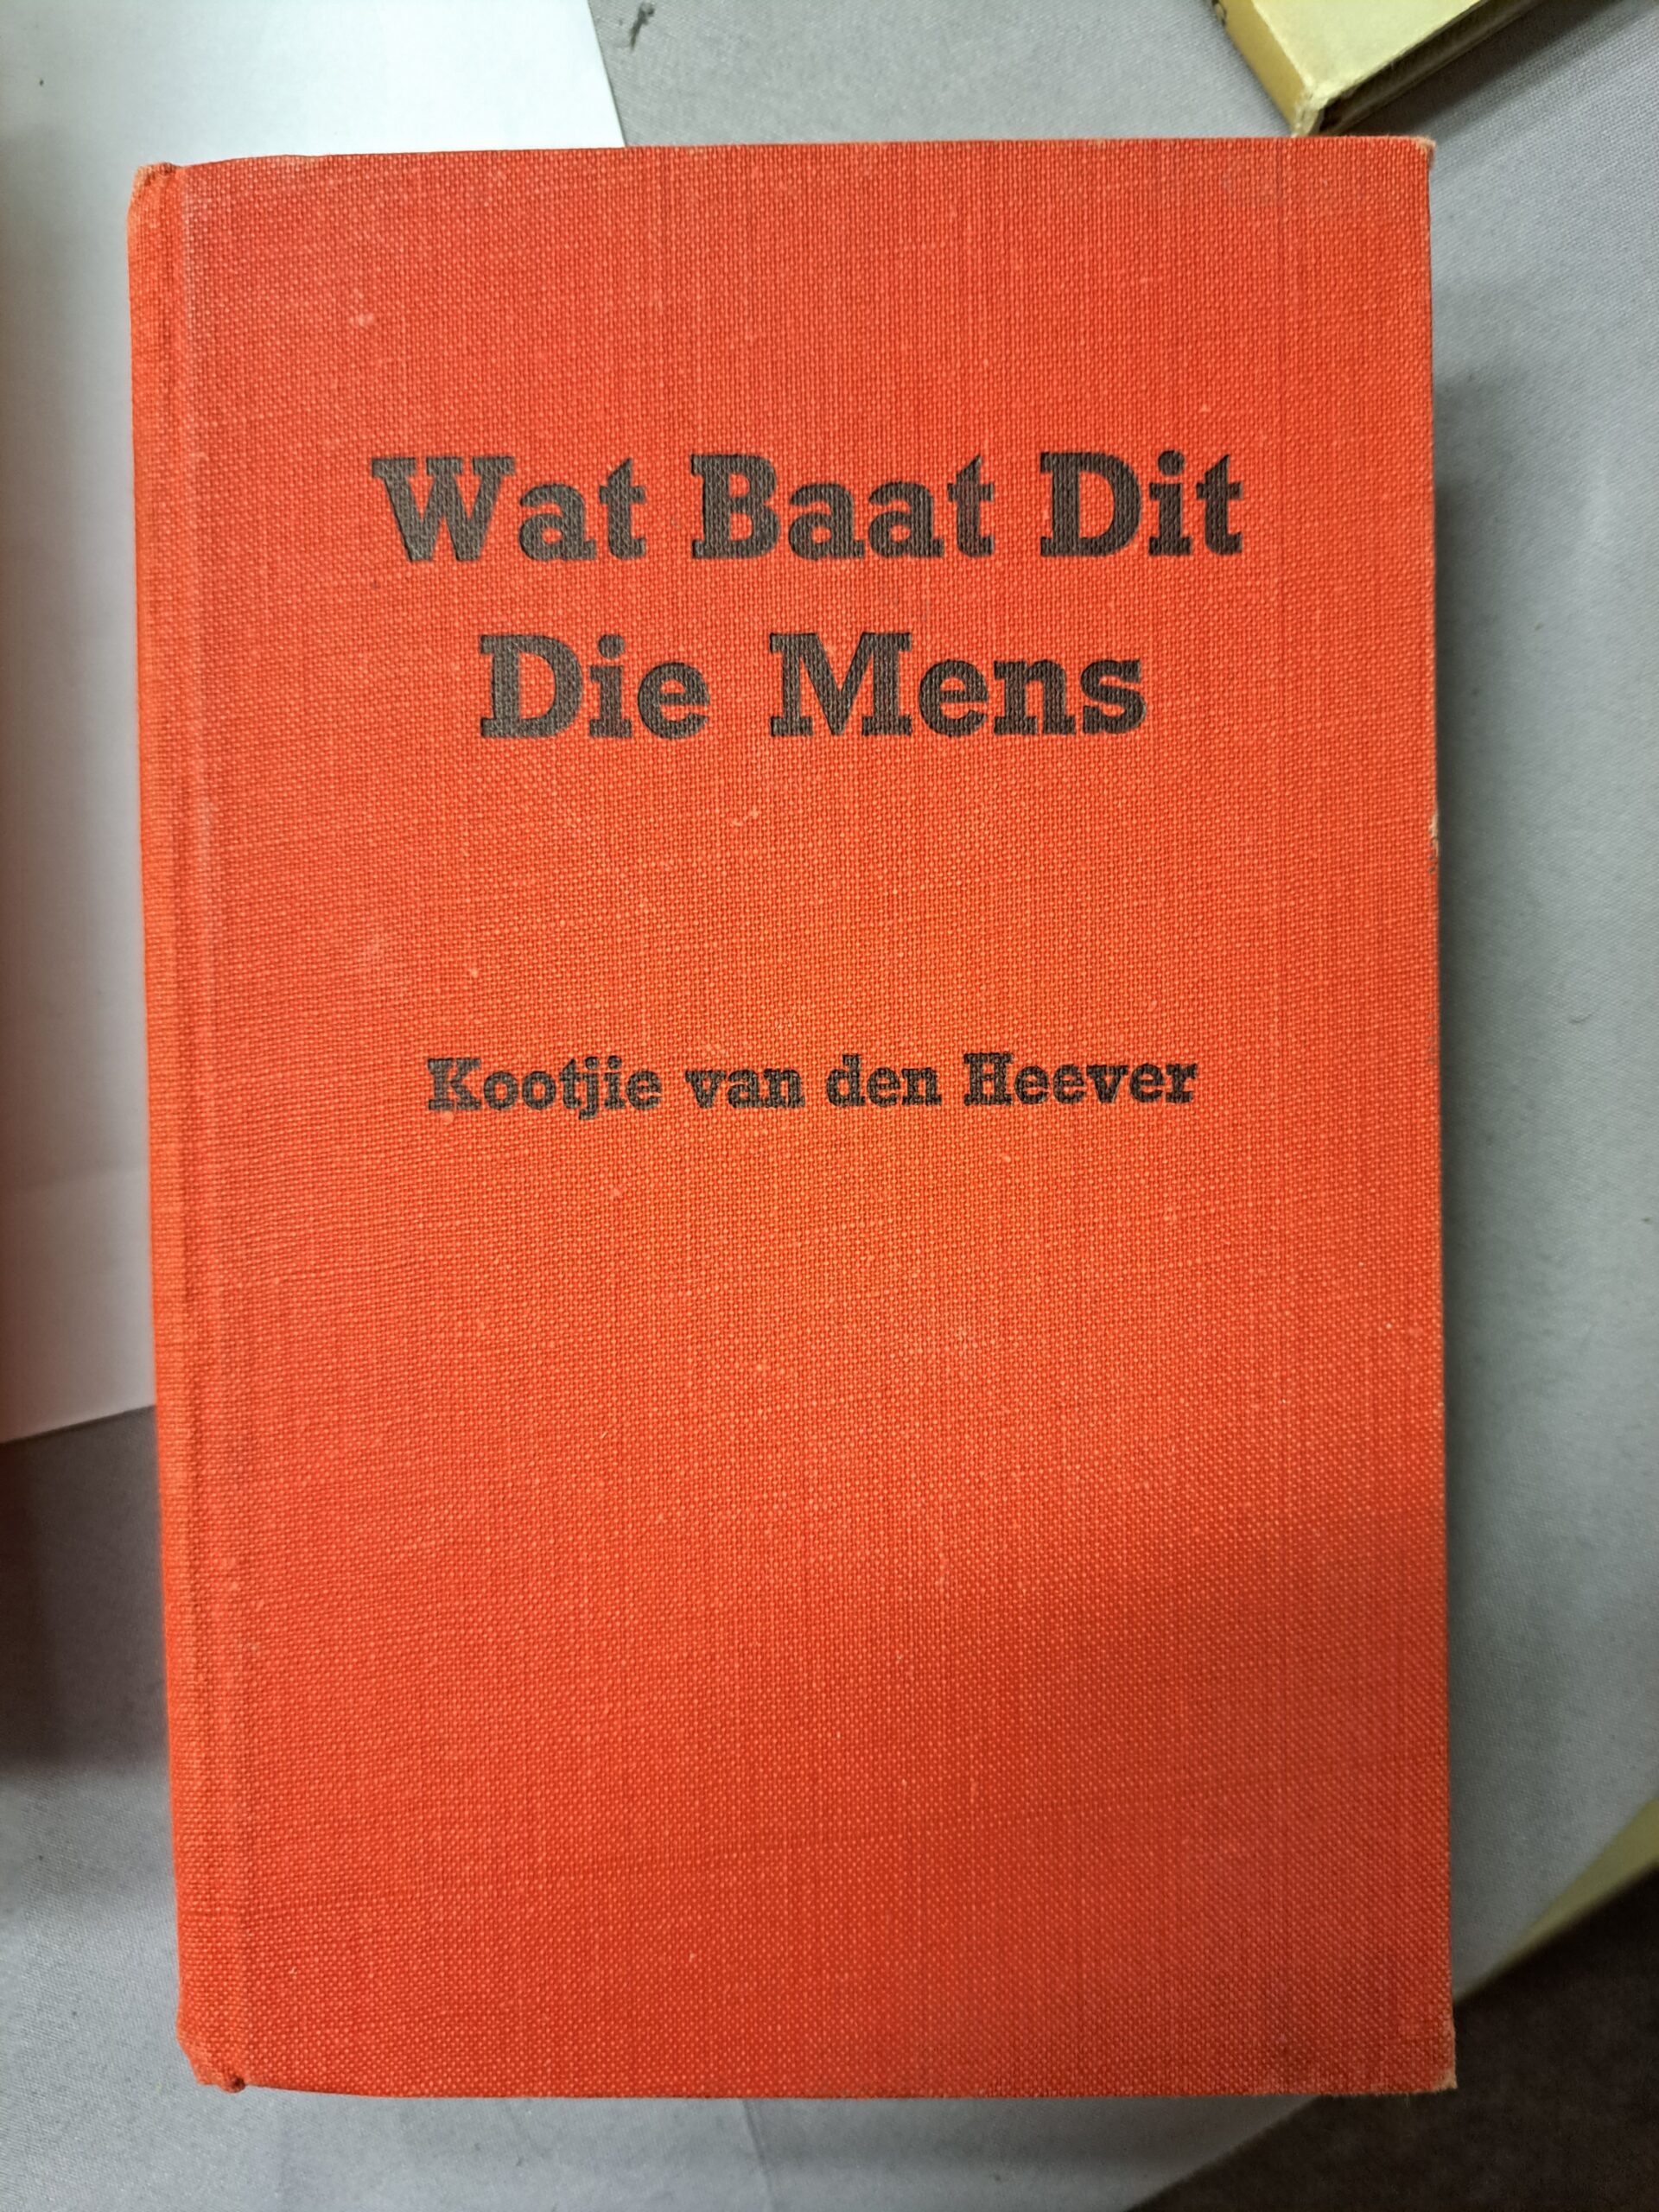 Wat Baat Dit
Die Mens
Kootjie van den Heever